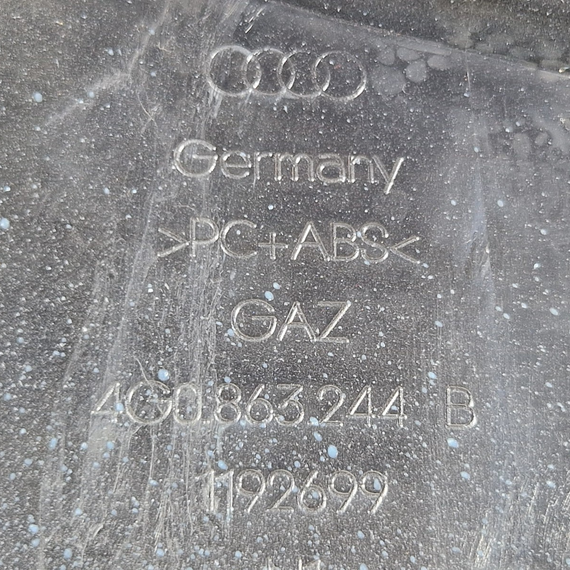 Germany
>PC+ABS<
GAZ
4G0.863.244 B
1192699